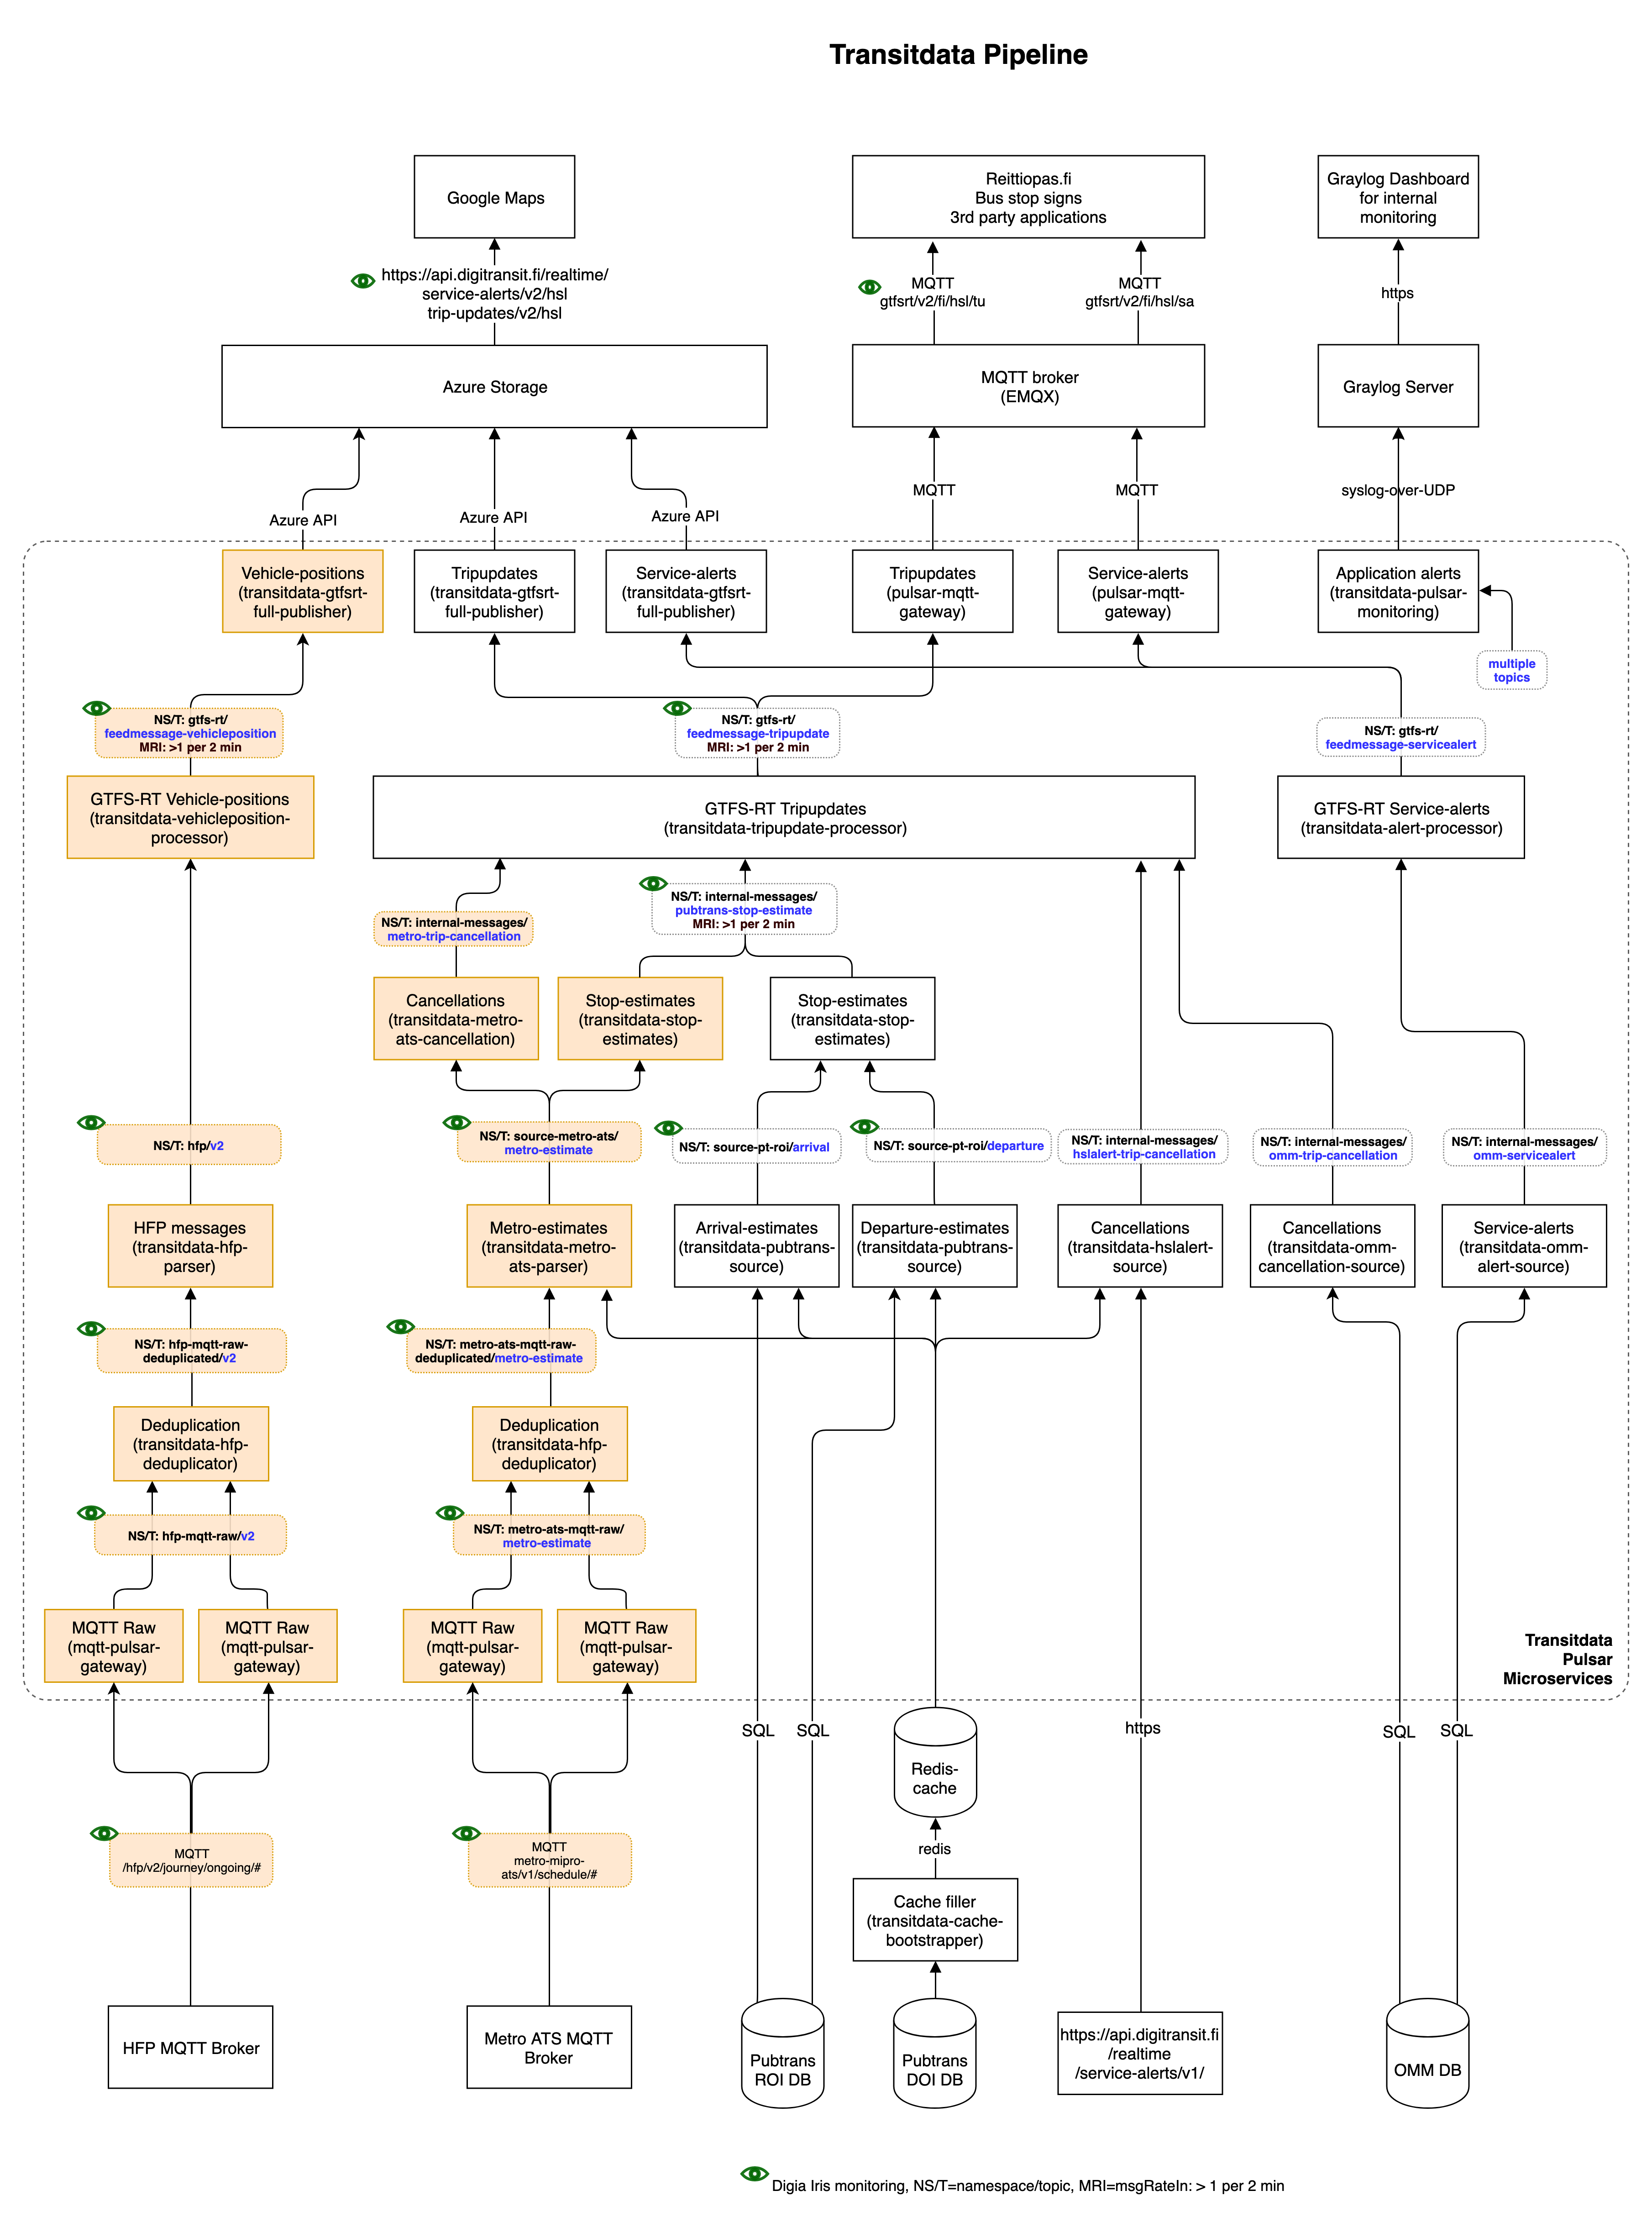 Transitdata Pipeline
Google Maps
Reittiopas.fi
Bus stop signs
3rd party applications
Graylog Dashboard
for internal
monitoring
https://api.digitransit.fi/realtime/
service-alerts/v2/hsl
trip-updates/v2/hsl
MQTT
gtfsrt/v2/fi/hsl/tu
MQTT
gtfsrt/v2/fi/hsl/sa
https
Azure Storage
MQTT broker
(EMQX)
Graylog Server
Azure API
Azure API
Azure API
MQTT
MQTT
syslog-over-UDP
Vehicle-positions
(transitdata-gtfsrt-
full-publisher)
Tripupdates
(transitdata-gtfsrt-
full-publisher)
Service-alerts
(transitdata-gtfsrt-
full-publisher)
Tripupdates
(pulsar-mqtt-
gateway)
Service-alerts
(pulsar-mqtt-
gateway)
Application alerts
(transitdata-pulsar-
monitoring)
multiple
topics
NS/T: gtfs-rt/
feedmessage-vehicleposition
MRI: >1 per 2 min
NS/T: gtfs-rt/
feedmessage-tripupdate
MRI: >1 per 2 min
NS/T: gtfs-rt/
feedmessage-servicealert
GTFS-RT Vehicle-positions
(transitdata-vehicleposition-
processor)
GTFS-RT Tripupdates
(transitdata-tripupdate-processor)
GTFS-RT Service-alerts
(transitdata-alert-processor)
NS/T: internal-messages/
metro-trip-cancellation
NS/T: internal-messages/
pubtrans-stop-estimate
MRI: >1 per 2 min
Cancellations
(transitdata-metro-
ats-cancellation)
Stop-estimates
(transitdata-stop-
estimates)
Stop-estimates
(transitdata-stop-
estimates)
NS/T: hfp/v2
NS/T: source-metro-ats/
metro-estimate
NS/T: source-pt-roi/arrival
NS/T: source-pt-roi/departure
NS/T: internal-messages/
hslalert-trip-cancellation
NS/T: internal-messages/
omm-trip-cancellation
NS/T: internal-messages/
omm-servicealert
HFP messages
(transitdata-hfp-
parser)
Metro-estimates
(transitdata-metro-
ats-parser)
Arrival-estimates
(transitdata-pubtrans-
source)
Departure-estimates
(transitdata-pubtrans-
source)
Cancellations
(transitdata-hslalert-
source)
Cancellations
(transitdata-omm-
cancellation-source)
Service-alerts
(transitdata-omm-
alert-source)
NS/T: hfp-mqtt-raw-
deduplicated/v2
NS/T: metro-ats-mqtt-raw-
deduplicated/metro-estimate
Deduplication
(transitdata-hfp-
deduplicator)
Deduplication
(transitdata-hfp-
deduplicator)
NS/T: hfp-mqtt-raw/v2
NS/T: metro-ats-mqtt-raw/
metro-estimate
MQTT Raw
(mqtt-pulsar-
gateway)
MQTT Raw
(mqtt-pulsar-
gateway)
MQTT Raw
(mqtt-pulsar-
gateway)
MQTT Raw
(mqtt-pulsar-
gateway)
Transitdata
Pulsar
Microservices
SQL
SQL
https
SQL
SQL
Redis-
cache
redis
MQTT
/hfp/v2/journey/ongoing/#
MQTT
metro-mipro-
ats/v1/schedule/#
Cache filler
(transitdata-cache-
bootstrapper)
HFP MQTT Broker
Metro ATS MQTT
Broker
Pubtrans
ROI DB
Pubtrans
DOI DB
https://api.digitransit.fi
/realtime
/service-alerts/v1/
OMM DB
Digia Iris monitoring, NS/T=namespace/topic, MRI=msgRateIn: > 1 per 2 min